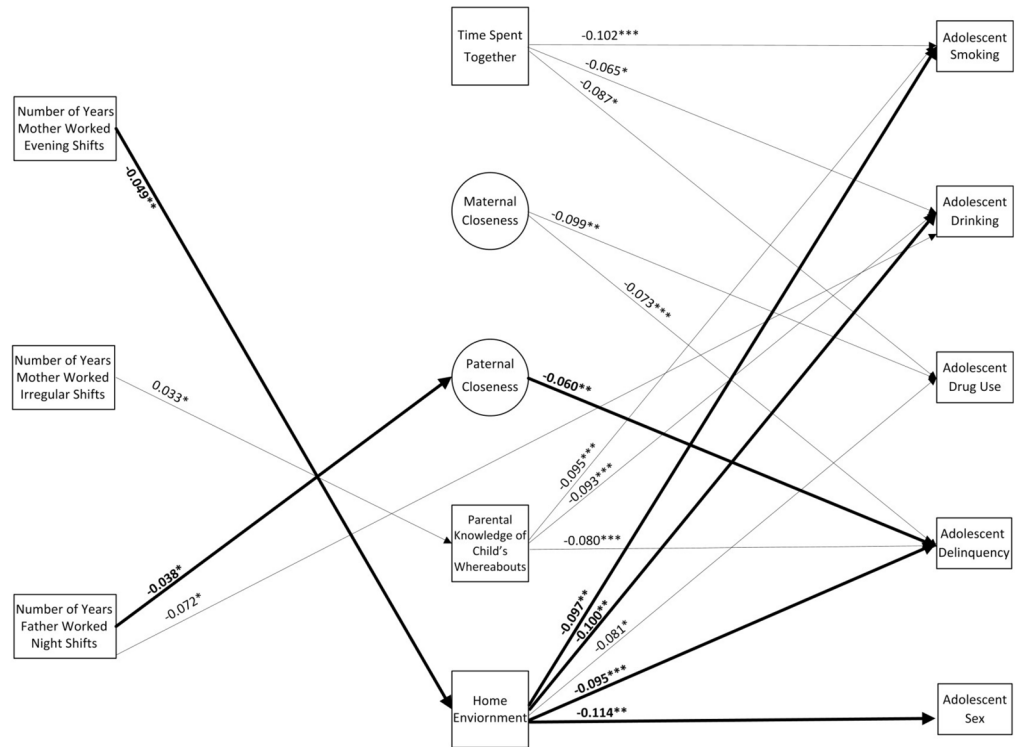 Time Spent
Together
-0.102***
-0.065*
-0.087*
Adolescent
Smoking
Number of Years
Mother Worked
Evening Shifts
-0.049**
Maternal
Closeness
-0.099**
-0.073***
Adolescent
Drinking
Number of Years
Mother Worked
Irregular Shifts
0.033*
Paternal
Closeness
-0.060**
Adolescent
Drug Use
-0.095***
-0.093***
Parental
Knowledge of
Child's
Whereabouts
-0.080***
Adolescent
Delinquency
Number of Years
Father Worked
Night Shifts
-0.038*
-0.072*
-0.097**
-0.100**
-0.081*
-0.095***
-0.114**
Home
Enviornment
Adolescent
Sex